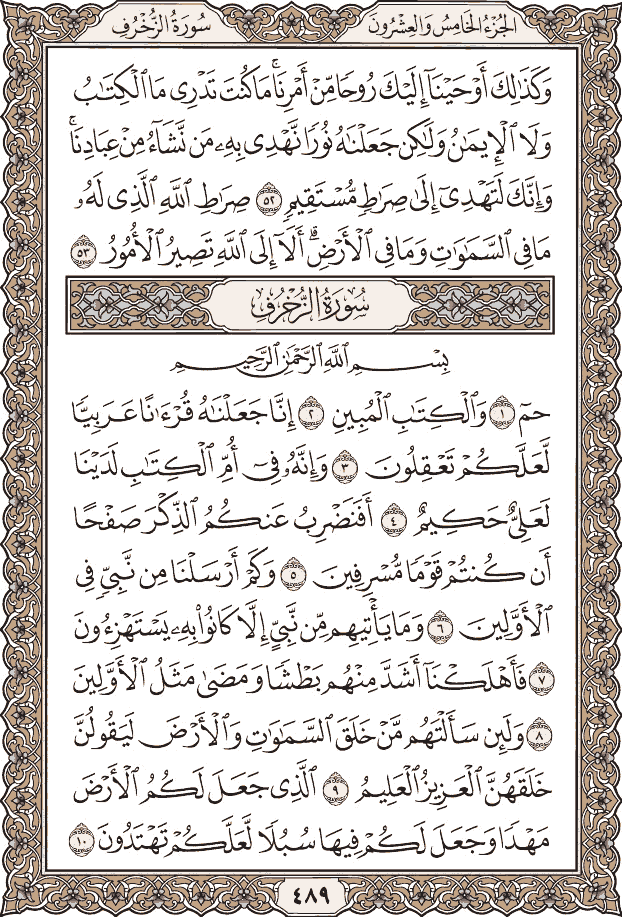 الجُزْءُ الخَامِسُ وَالعِشْرُونَ
سُورَةُ الزُّخْرُفِ
وَكَذَٰلِكَ أَوْحَيْنَآ إِلَيْكَ رُوحًا مِّنْ أَمْرِنَاۚ مَا كُنتَ تَدْرِى مَا ٱلْكِتَٰبُ
وَلَا ٱلْإِيمَٰنُ وَلَٰكِن جَعَلْنَٰهُ نُورًا نَّهْدِى بِهِۦ مَن نَّشَآءُ مِنْ عِبَادِنَاۚ
وَإِنَّكَ لَتَهْدِىٓ إِلَىٰ صِرَٰطٍ مُّسْتَقِيمٍ ٥٢ صِرَٰطِ ٱللَّهِ ٱلَّذِى لَهُۥ
مَا فِى ٱلسَّمَٰوَٰتِ وَمَا فِى ٱلْأَرْضِۗ أَلَآ إِلَى ٱللَّهِ تَصِيرُ ٱلْأُمُورُ ٥٣
سُورَةُ الزُّخْرُفِ
بِسْمِ ٱللَّهِ ٱلرَّحْمَٰنِ ٱلرَّحِيمِ
حمٓ ١ وَٱلْكِتَٰبِ ٱلْمُبِينِ ٢ إِنَّا جَعَلْنَٰهُ قُرْءَٰنًا عَرَبِيًّا
لَّعَلَّكُمْ تَعْقِلُونَ ٣ وَإِنَّهُۥ فِىٓ أُمِّ ٱلْكِتَٰبِ لَدَيْنَا
لَعَلِىٌّ حَكِيمٌ ٤ أَفَنَضْرِبُ عَنكُمُ ٱلذِّكْرَ صَفْحًا
أَن كُنتُمْ قَوْمًا مُّسْرِفِينَ ٥ وَكَمْ أَرْسَلْنَا مِن نَّبِىٍّ فِى
ٱلْأَوَّلِينَ ٦ وَمَا يَأْتِيهِم مِّن نَّبِىٍّ إِلَّا كَانُوا۟ بِهِۦ يَسْتَهْزِءُونَ
٧ فَأَهْلَكْنَآ أَشَدَّ مِنْهُم بَطْشًا وَمَضَىٰ مَثَلُ ٱلْأَوَّلِينَ
٨ وَلَئِن سَأَلْتَهُم مَّنْ خَلَقَ ٱلسَّمَٰوَٰتِ وَٱلْأَرْضَ لَيَقُولُنَّ
خَلَقَهُنَّ ٱلْعَزِيزُ ٱلْعَلِيمُ ٩ ٱلَّذِى جَعَلَ لَكُمُ ٱلْأَرْضَ
مَهْدًا وَجَعَلَ لَكُمْ فِيهَا سُبُلًا لَّعَلَّكُمْ تَهْتَدُونَ ١٠
٤٨٩